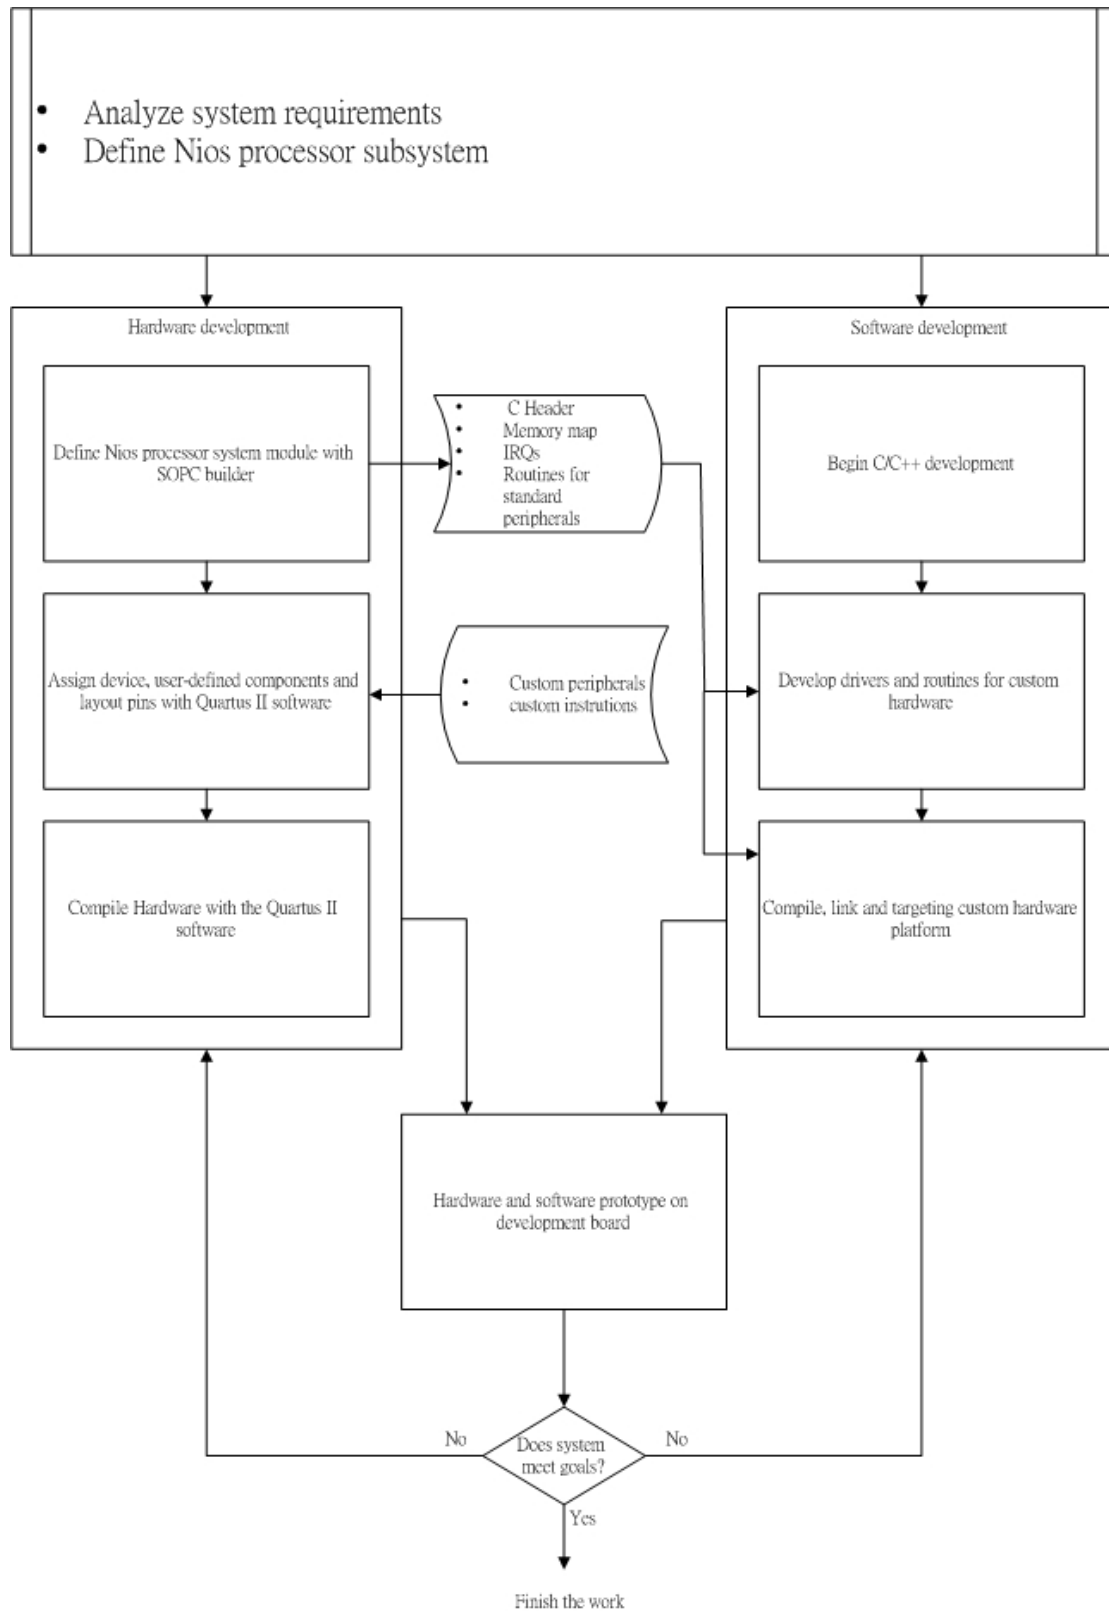 • Analyze system requirements
• Define Nios processor subsystem
Hardware development
Software development
Define Nios processor system module with
SOPC builder
• C Header
• Memory map
• IRQs
• Routines for
standard
peripherals
Begin C/C++ development
Assign device, user-defined components and
layout pins with Quartus II software
• Custom peripherals
• custom instrutions
Develop drivers and routines for custom
hardware
Compile Hardware with the Quartus II
software
Compile, link and targeting custom hardware
platform
Hardware and software prototype on
development board
No
Does system
meet goals?
No
Yes
Finish the work